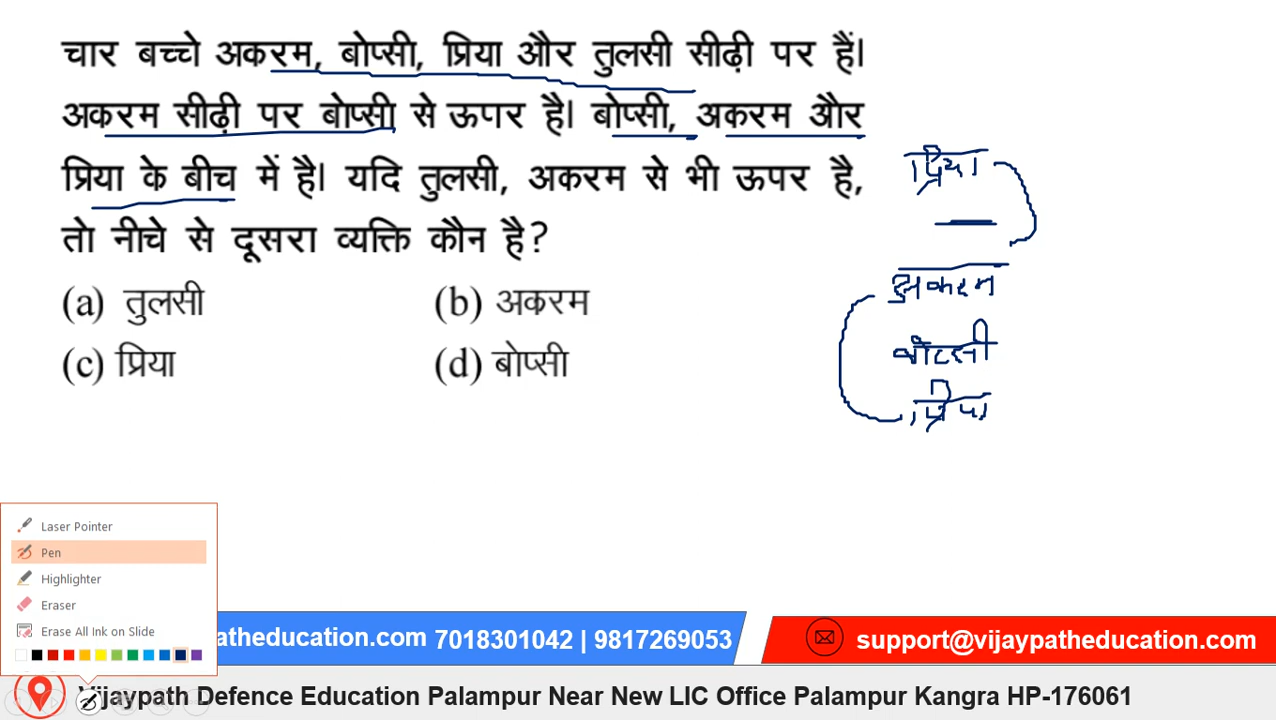 चार बच्चे अकरम, बोप्सी, प्रिया और तुलसी सीढ़ी पर हैं।
अकरम सीढ़ी पर बोप्सी से ऊपर है। बोप्सी, अकरम और
प्रिया के बीच में है। यदि तुलसी, अकरम से भी ऊपर है,
तो नीचे से दूसरा व्यक्ति कौन है?
(a) तुलसी (b) अकरम
(c) प्रिया (d) बोप्सी
प्रिया
अकरम
प्रिया
Laser Pointer
Pen
Highlighter
Eraser
Erase All Ink on Slide
atheducation.com 7018301042 | 9817269053
support@vijaypatheducation.com
Vijaypath Defence Education Palampur Near New LIC Office Palampur Kangra HP-176061